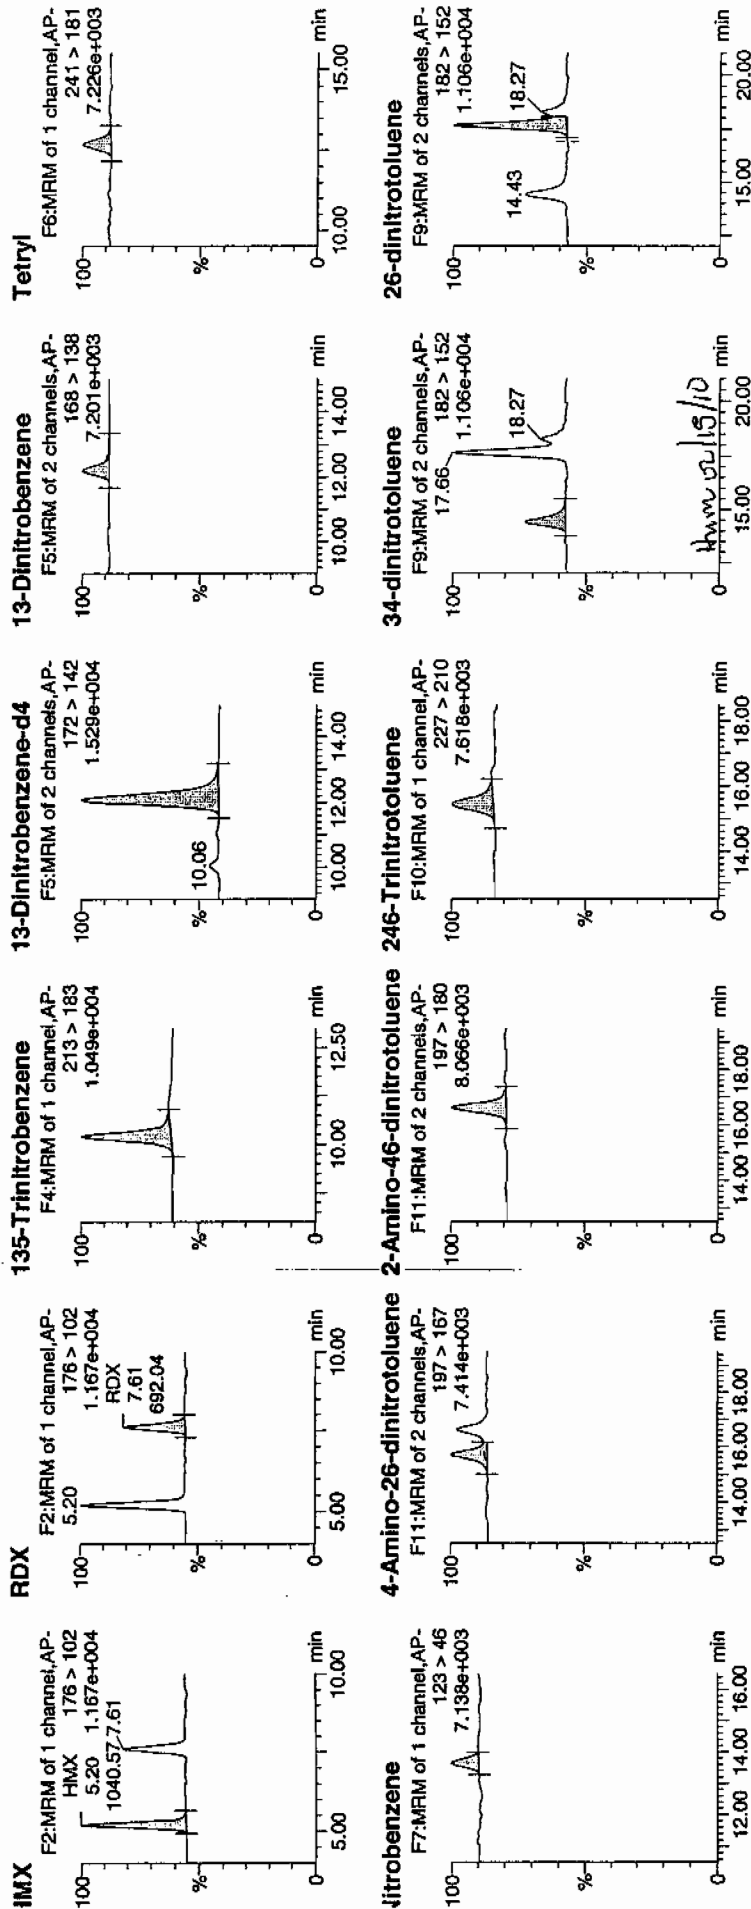 HMX
F2:MRM of 1 channel,AP-
176 > 102
1.167e+004
HMX
5.20
1040.57
7.61
100
%
0
5.00
10.00
min
RDX
F2:MRM of 1 channel,AP-
176 > 102
1.167e+004
5.20
RDX
7.61
692.04
100
%
0
5.00
10.00
min
135-Trinitrobenzene
F4:MRM of 1 channel,AP-
213 > 183
1.049e+004
100
%
0
10.00
12.50
min
13-Dinitrobenzene-d4
F5:MRM of 2 channels,AP-
172 > 142
1.529e+004
10.06
100
%
0
10.00
12.00
14.00
min
13-Dinitrobenzene
F5:MRM of 2 channels,AP-
168 > 138
7.201e+003
100
%
0
10.00
12.00
14.00
min
Tetryl
F6:MRM of 1 channel,AP-
241 > 181
7.226e+003
100
%
0
10.00
15.00
min
Nitrobenzene
F7:MRM of 1 channel,AP-
123 > 46
7.138e+003
100
%
0
12.00
14.00
16.00
min
4-Amino-26-dinitrotoluene
F11:MRM of 2 channels,AP-
197 > 167
7.414e+003
100
%
0
14.00
16.00
18.00
min
2-Amino-46-dinitrotoluene
F11:MRM of 2 channels,AP-
197 > 180
8.066e+003
100
%
0
14.00
16.00
18.00
min
246-Trinitrotoluene
F10:MRM of 1 channel,AP-
227 > 210
7.618e+003
100
%
0
14.00
16.00
18.00
min
34-dinitrotoluene
F9:MRM of 2 channels,AP-
182 > 152
1.106e+004
17.66
18.27
100
%
0
15.00
20.00
min
26-dinitrotoluene
F9:MRM of 2 channels,AP-
182 > 152
1.106e+004
14.43
18.27
100
%
0
15.00
20.00
min